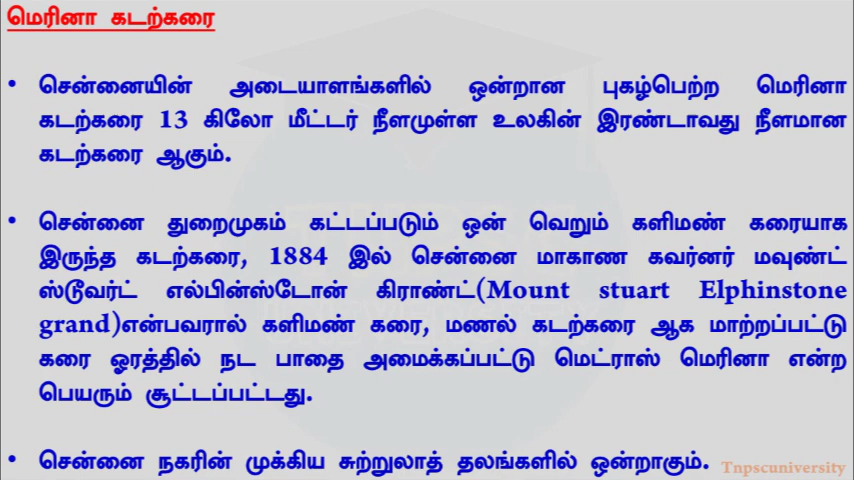 மெரினா கடற்கரை
• சென்னையின் அடையாளங்களில் ஒன்றான புகழ்பெற்ற மெரினா
கடற்கரை 13 கிலோ மீட்டர் நீளமுள்ள உலகின் இரண்டாவது நீளமான
கடற்கரை ஆகும்.
• சென்னை துறைமுகம் கட்டப்படும் ஒன் வெறும் களிமண் கரையாக
இருந்த கடற்கரை, 1884 இல் சென்னை மாகாண கவர்னர் மவுண்ட்
ஸ்டூவர்ட் எல்பின்ஸ்டோன் கிராண்ட்(Mount stuart Elphinstone
grand)என்பவரால் களிமண் கரை, மணல் கடற்கரை ஆக மாற்றப்பட்டு
கரை ஓரத்தில் நட பாதை அமைக்கப்பட்டு மெட்ராஸ் மெரினா என்ற
பெயரும் சூட்டப்பட்டது.
• சென்னை நகரின் முக்கிய சுற்றுலாத் தலங்களில் ஒன்றாகும்.
Tnpscuniversity